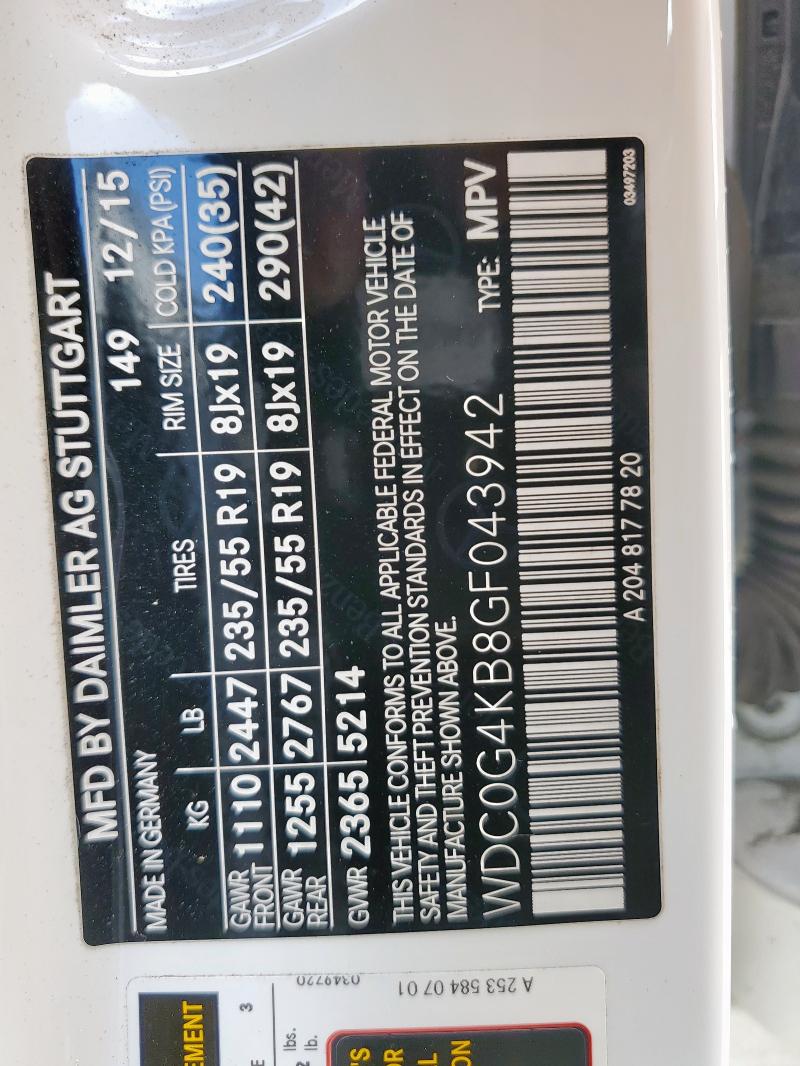 MFD BY DAIMLER AG STUTTGART
149 12/15
MADE IN GERMANY
KG LB TIRES RIM SIZE COLD KPA(PSI)
GAWR FRONT 1110 2447 235/55 R19 8Jx19 240(35)
GAWR REAR 1255 2767 235/55 R19 8Jx19 290(42)
GVWR 2365 5214
THIS VEHICLE CONFORMS TO ALL APPLICABLE FEDERAL MOTOR VEHICLE
SAFETY AND THEFT PREVENTION STANDARDS IN EFFECT ON THE DATE OF
MANUFACTURE SHOWN ABOVE.
TYPE: MPV
WDC0G4KB8GF043942
A 204 817 78 20
03497203
EMENT
3
lbs.
lb.
A 253 584 07 01